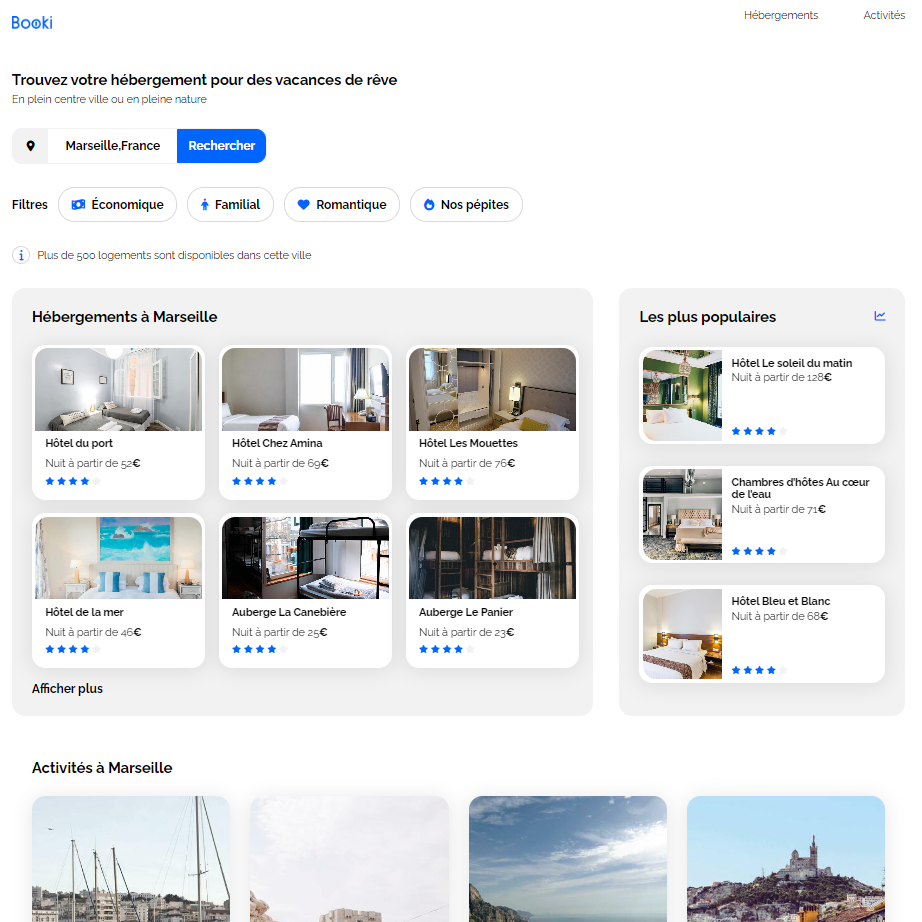 Booki
Hébergements
Activités
Trouvez votre hébergement pour des vacances de rêve
En plein centre ville ou en pleine nature
Marseille,France
Rechercher
Filtres
Économique
Familial
Romantique
Nos pépites
Plus de 500 logements sont disponibles dans cette ville
Hébergements à Marseille
Hôtel du port
Nuit à partir de 52€
Hôtel Chez Amina
Nuit à partir de 69€
Hôtel Les Mouettes
Nuit à partir de 76€
Hôtel de la mer
Nuit à partir de 46€
Auberge La Canebière
Nuit à partir de 25€
Auberge Le Panier
Nuit à partir de 23€
Afficher plus
Les plus populaires
Hôtel Le soleil du matin
Nuit à partir de 128€
Chambres d'hôtes Au cœur
de l'eau
Nuit à partir de 71€
Hôtel Bleu et Blanc
Nuit à partir de 68€
Activités à Marseille